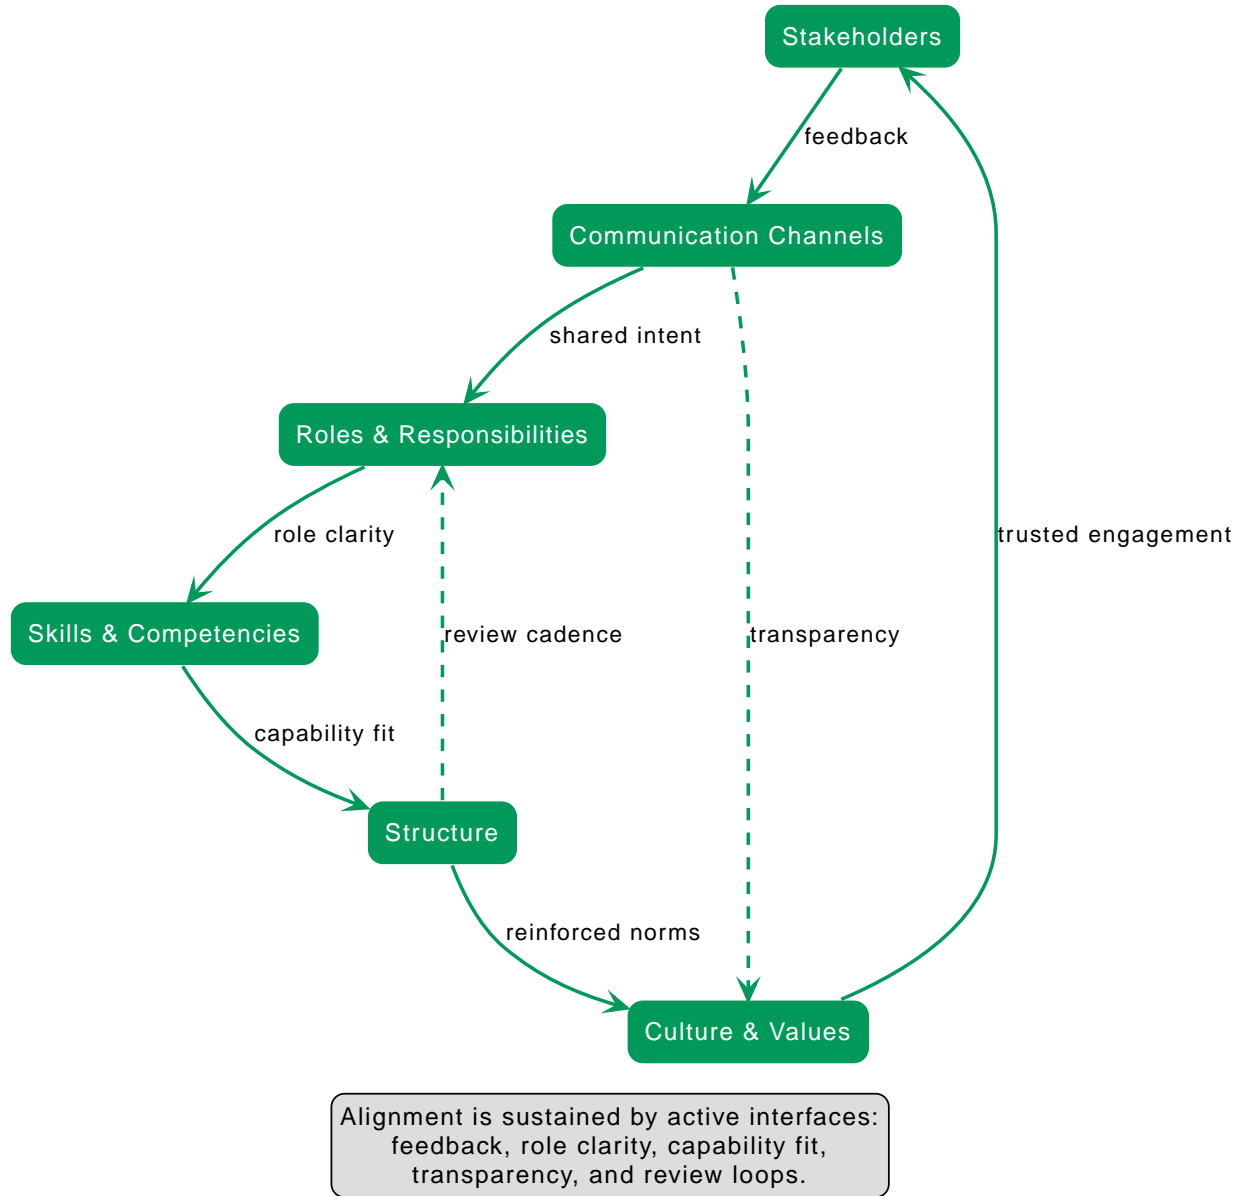 Stakeholders
feedback
Communication Channels
shared intent
Roles & Responsibilities
role clarity
trusted engagement
Skills & Competencies
review cadence
transparency
capability fit
Structure
reinforced norms
Culture & Values
Alignment is sustained by active interfaces:
feedback, role clarity, capability fit,
transparency, and review loops.